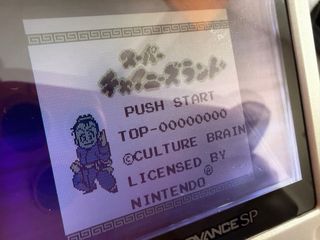 スーパー
チャイニーズランド
PUSH START
TOP-00000000
©CULTURE BRAIN
LICENSED BY
NINTENDO®
ADVANCE SP